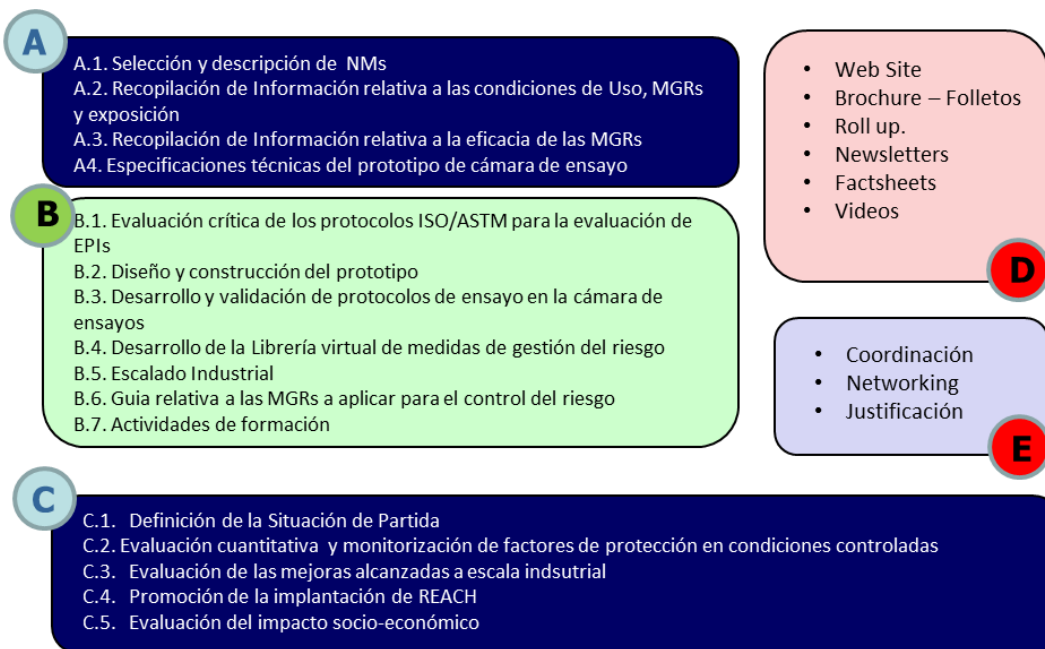 A
A.1. Selección y descripción de NMs
A.2. Recopilación de Información relativa a las condiciones de Uso, MGRs
y exposición
A.3. Recopilación de Información relativa a la eficacia de las MGRs
A4. Especificaciones técnicas del prototipo de cámara de ensayo
B
B.1. Evaluación crítica de los protocolos ISO/ASTM para la evaluación de
EPIs
B.2. Diseño y construcción del prototipo
B.3. Desarrollo y validación de protocolos de ensayo en la cámara de
ensayos
B.4. Desarrollo de la Librería virtual de medidas de gestión del riesgo
B.5. Escalado Industrial
B.6. Guia relativa a las MGRs a aplicar para el control del riesgo
B.7. Actividades de formación
• Web Site
• Brochure – Folletos
• Roll up.
• Newsletters
• Factsheets
• Videos
D
• Coordinación
• Networking
• Justificación
E
C
C.1. Definición de la Situación de Partida
C.2. Evaluación cuantitativa y monitorización de factores de protección en condiciones controladas
C.3. Evaluación de las mejoras alcanzadas a escala indsutrial
C.4. Promoción de la implantación de REACH
C.5. Evaluación del impacto socio-económico